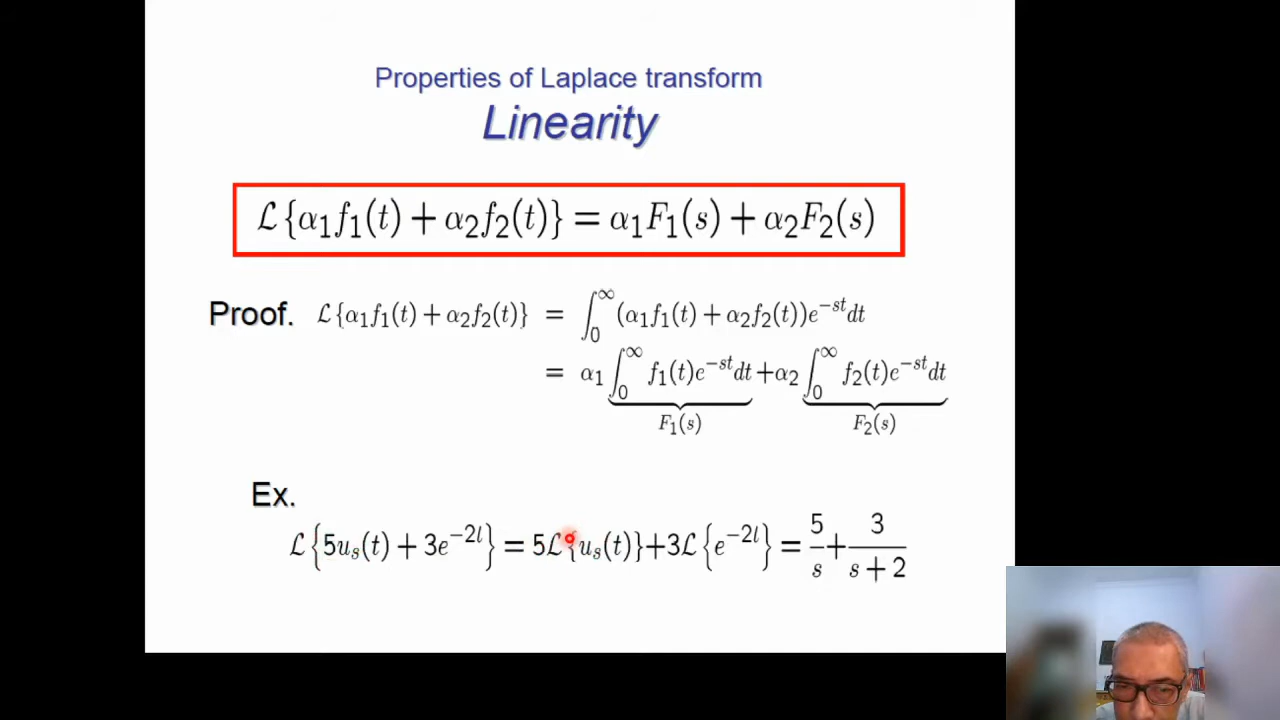 Properties of Laplace transform
Linearity
ℒ{α₁f₁(t) + α₂f₂(t)} = α₁F₁(s) + α₂F₂(s)
Proof. ℒ{α₁f₁(t) + α₂f₂(t)} = ∫₀^∞ (α₁f₁(t) + α₂f₂(t))e^{−st}dt
= α₁ ∫₀^∞ f₁(t)e^{−st}dt + α₂ ∫₀^∞ f₂(t)e^{−st}dt
F₁(s) F₂(s)
Ex.
ℒ{5uₛ(t) + 3e^{−2t}} = 5ℒ{uₛ(t)} + 3ℒ{e^{−2t}} = 5/s + 3/(s + 2)